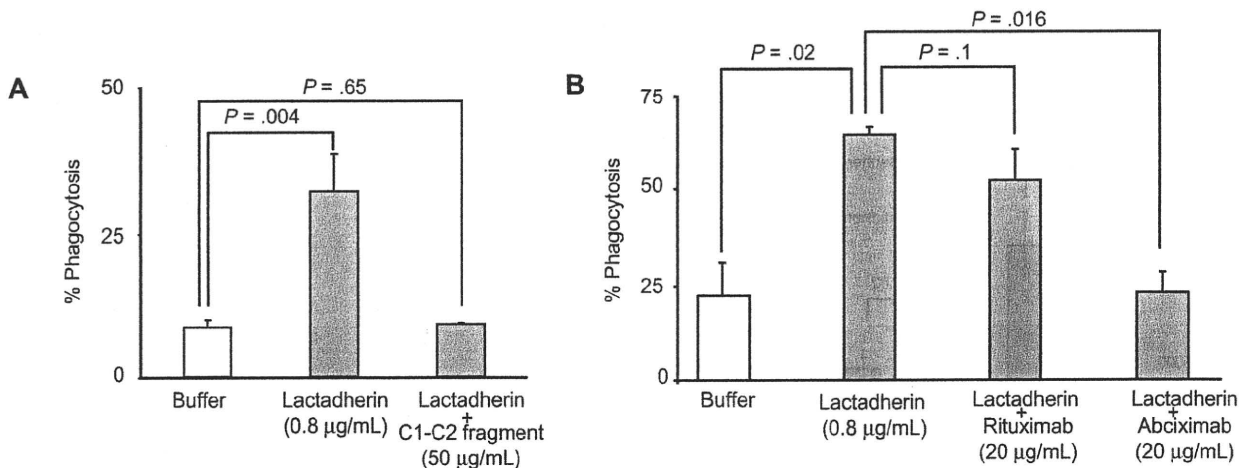 A
% Phagocytosis
50
25
0
P = .65
P = .004
Buffer
Lactadherin
(0.8 µg/mL)
Lactadherin
+
C1-C2 fragment
(50 µg/mL)
B
% Phagocytosis
75
50
25
0
P = .016
P = .02
P = .1
Buffer
Lactadherin
(0.8 µg/mL)
Lactadherin
+
Rituximab
(20 µg/mL)
Lactadherin
+
Abciximab
(20 µg/mL)